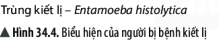 Trùng kiết lị – Entamoeba histolytica
▲ Hình 34.4. Biểu hiện của người bị bệnh kiết lị